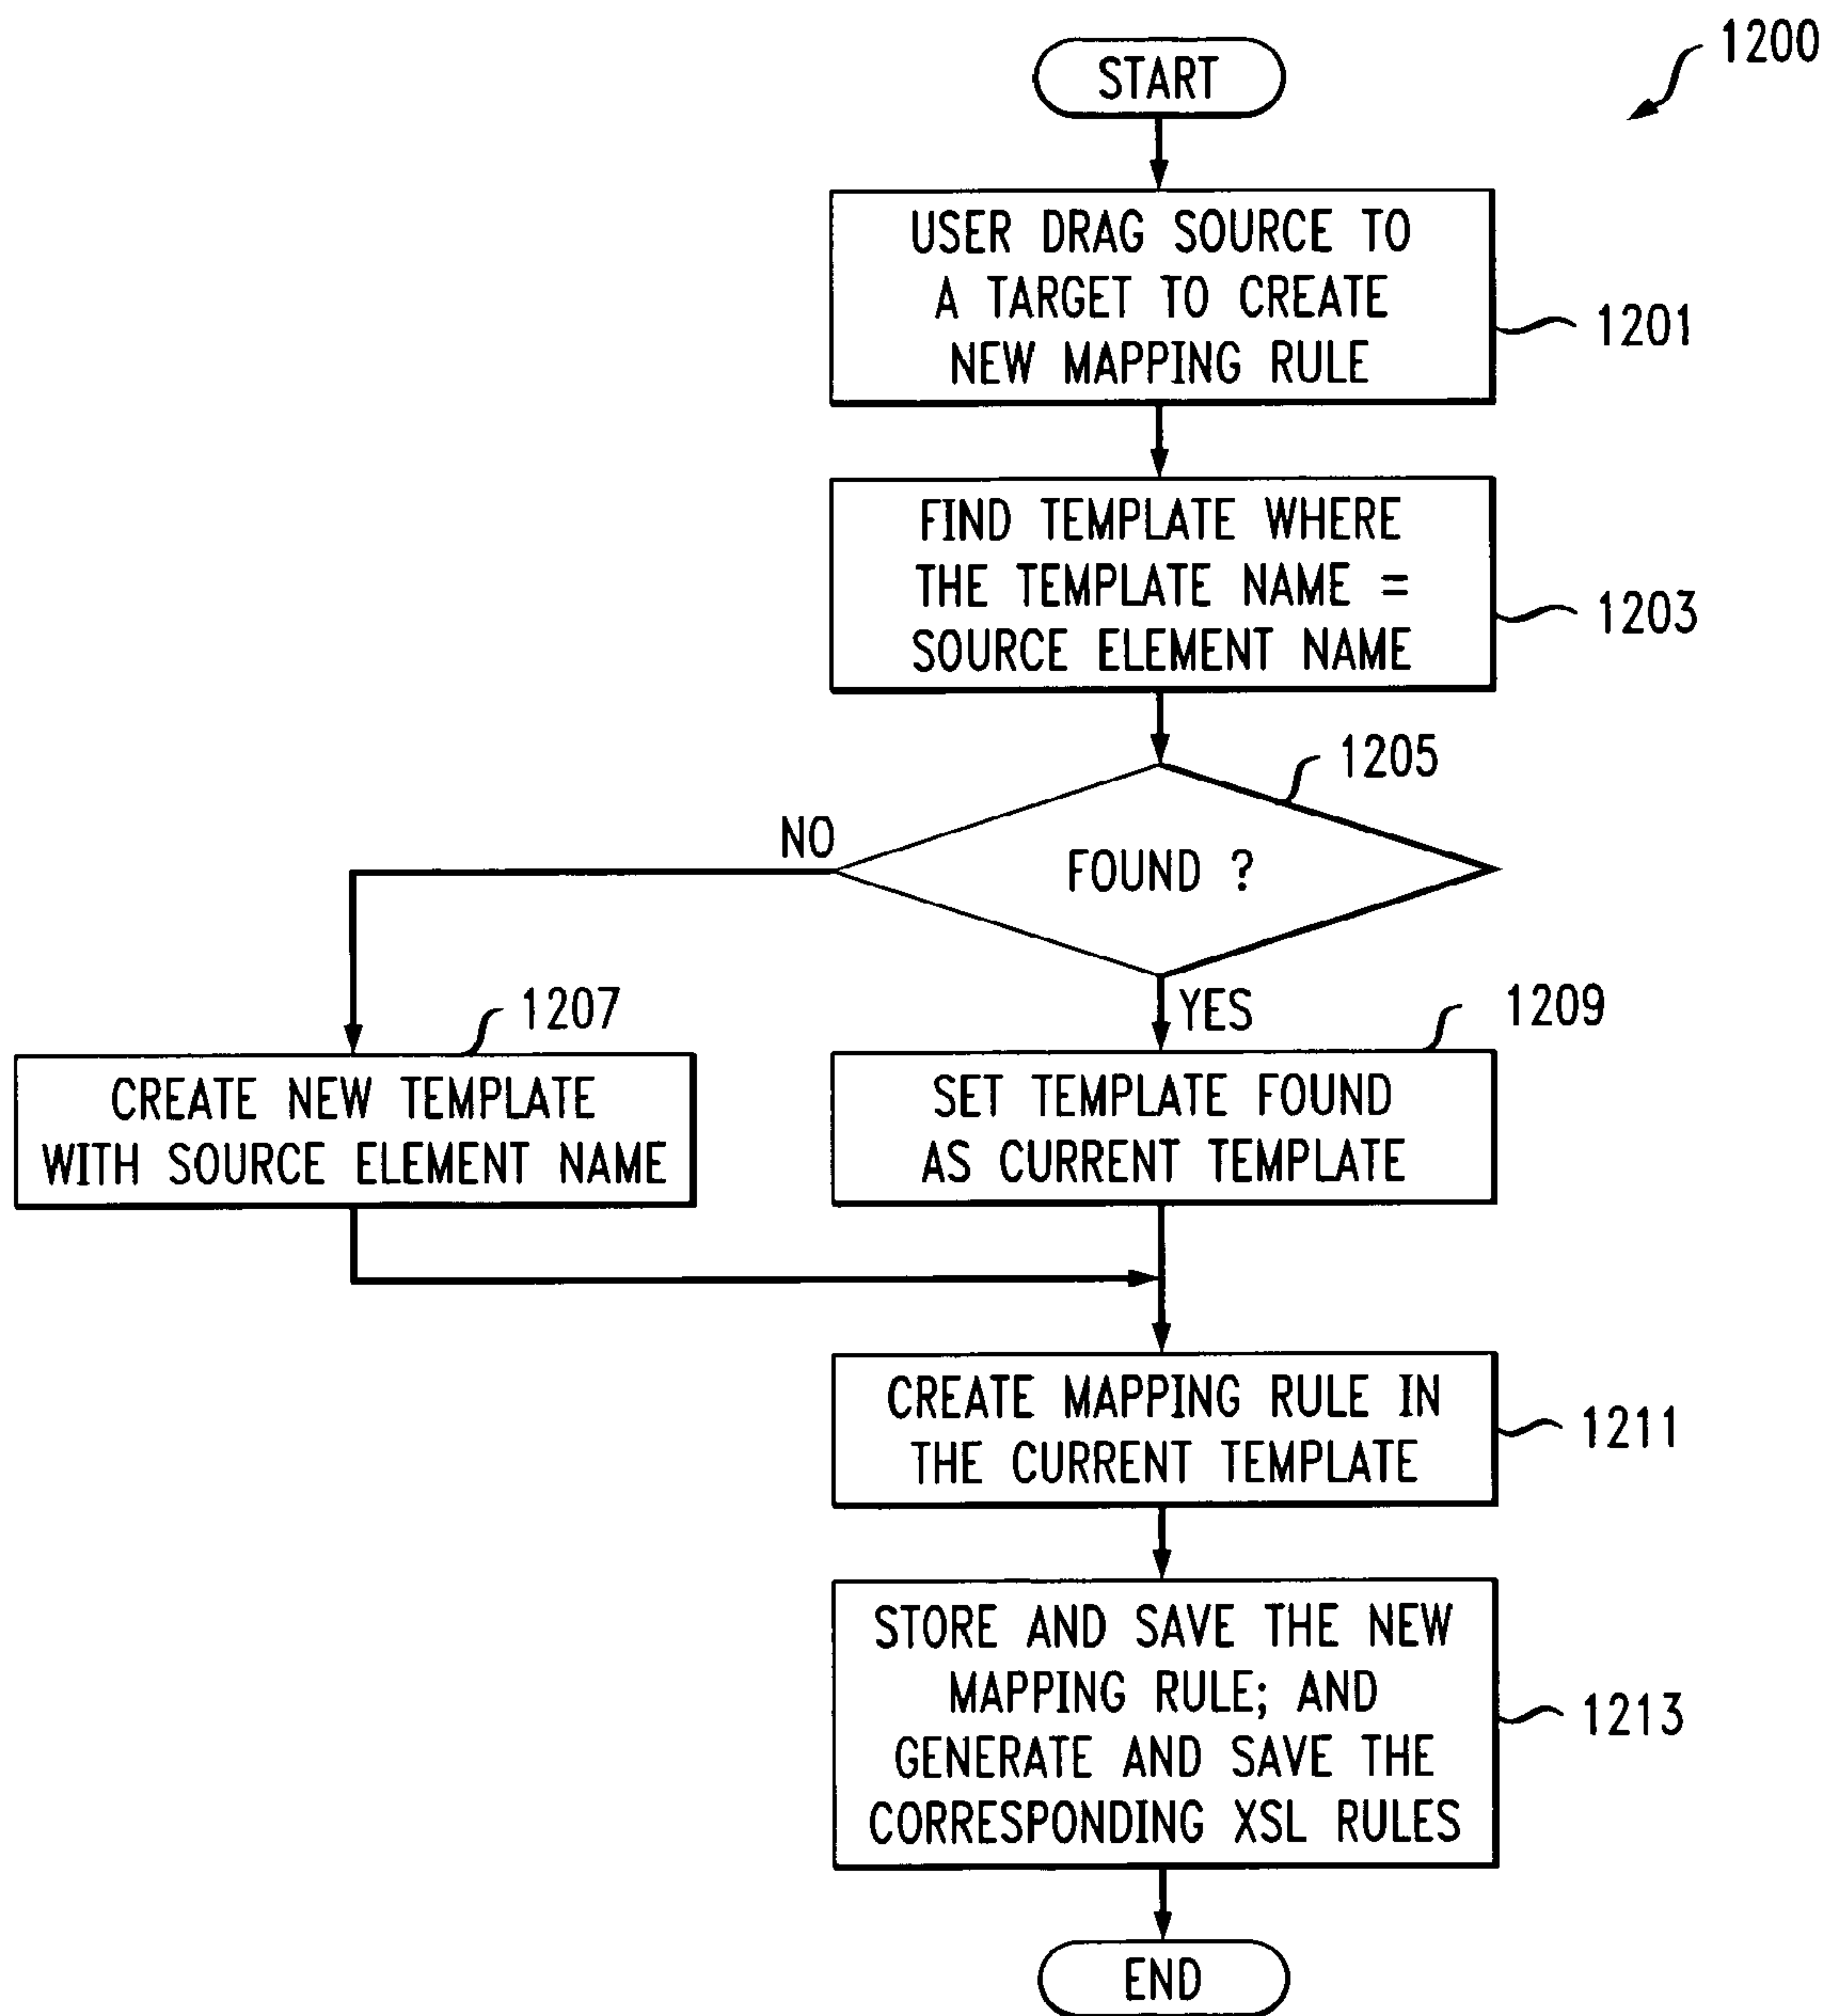 1200
START
USER DRAG SOURCE TO
A TARGET TO CREATE
NEW MAPPING RULE
1201
FIND TEMPLATE WHERE
THE TEMPLATE NAME =
SOURCE ELEMENT NAME
1203
1205
FOUND ?
NO
YES
1207
CREATE NEW TEMPLATE
WITH SOURCE ELEMENT NAME
1209
SET TEMPLATE FOUND
AS CURRENT TEMPLATE
CREATE MAPPING RULE IN
THE CURRENT TEMPLATE
1211
STORE AND SAVE THE NEW
MAPPING RULE; AND
GENERATE AND SAVE THE
CORRESPONDING XSL RULES
1213
END